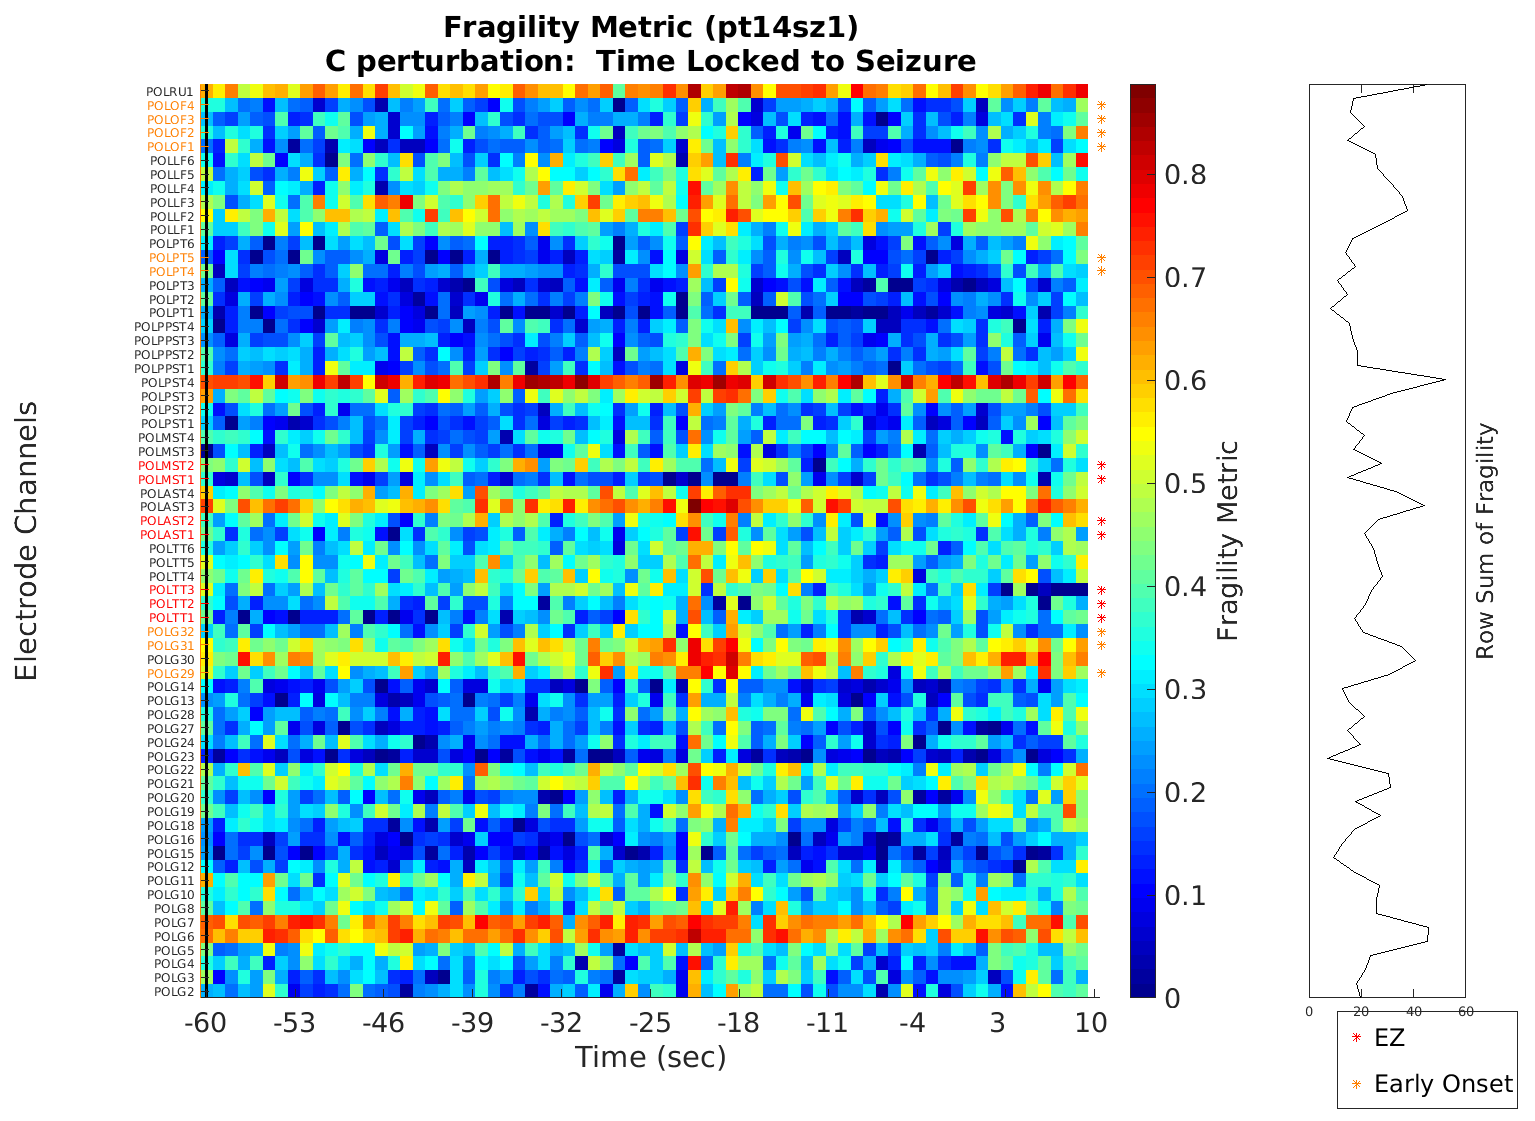 Fragility Metric (pt14sz1)
C perturbation:  Time Locked to Seizure
Electrode Channels
POLRU1
POLOF4
POLOF3
POLOF2
POLOF1
POLLF6
POLLF5
POLLF4
POLLF3
POLLF2
POLLF1
POLPT6
POLPT5
POLPT4
POLPT3
POLPT2
POLPT1
POLPPST4
POLPPST3
POLPPST2
POLPPST1
POLPST4
POLPST3
POLPST2
POLPST1
POLMST4
POLMST3
POLMST2
POLMST1
POLAST4
POLAST3
POLAST2
POLAST1
POLTT6
POLTT5
POLTT4
POLTT3
POLTT2
POLTT1
POLG32
POLG31
POLG30
POLG29
POLG14
POLG13
POLG28
POLG27
POLG24
POLG23
POLG22
POLG21
POLG20
POLG19
POLG18
POLG16
POLG15
POLG12
POLG11
POLG10
POLG8
POLG7
POLG6
POLG5
POLG4
POLG3
POLG2
-60 -53 -46 -39 -32 -25 -18 -11 -4 3 10
Time (sec)
0.8
0.7
0.6
0.5
0.4
0.3
0.2
0.1
0
Fragility Metric
Row Sum of Fragility
0 20 40 60
EZ
Early Onset